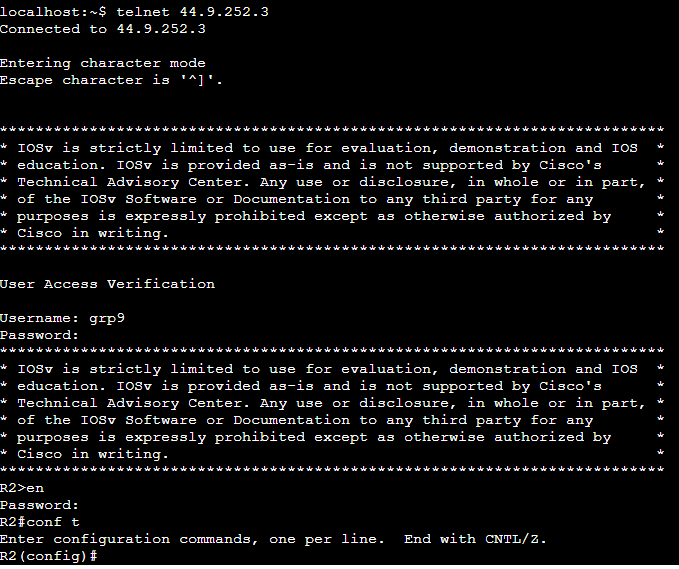 localhost:~$ telnet 44.9.252.3
Connected to 44.9.252.3
Entering character mode
Escape character is '^]'.
**************************************************************************
* IOSv is strictly limited to use for evaluation, demonstration and IOS  *
* education. IOSv is provided as-is and is not supported by Cisco's      *
* Technical Advisory Center. Any use or disclosure, in whole or in part, *
* of the IOSv Software or Documentation to any third party for any       *
* purposes is expressly prohibited except as otherwise authorized by     *
* Cisco in writing.                                                      *
**************************************************************************
User Access Verification
Username: grp9
Password:
**************************************************************************
* IOSv is strictly limited to use for evaluation, demonstration and IOS  *
* education. IOSv is provided as-is and is not supported by Cisco's      *
* Technical Advisory Center. Any use or disclosure, in whole or in part, *
* of the IOSv Software or Documentation to any third party for any       *
* purposes is expressly prohibited except as otherwise authorized by     *
* Cisco in writing.                                                      *
**************************************************************************
R2>en
Password:
R2#conf t
Enter configuration commands, one per line.  End with CNTL/Z.
R2(config)#